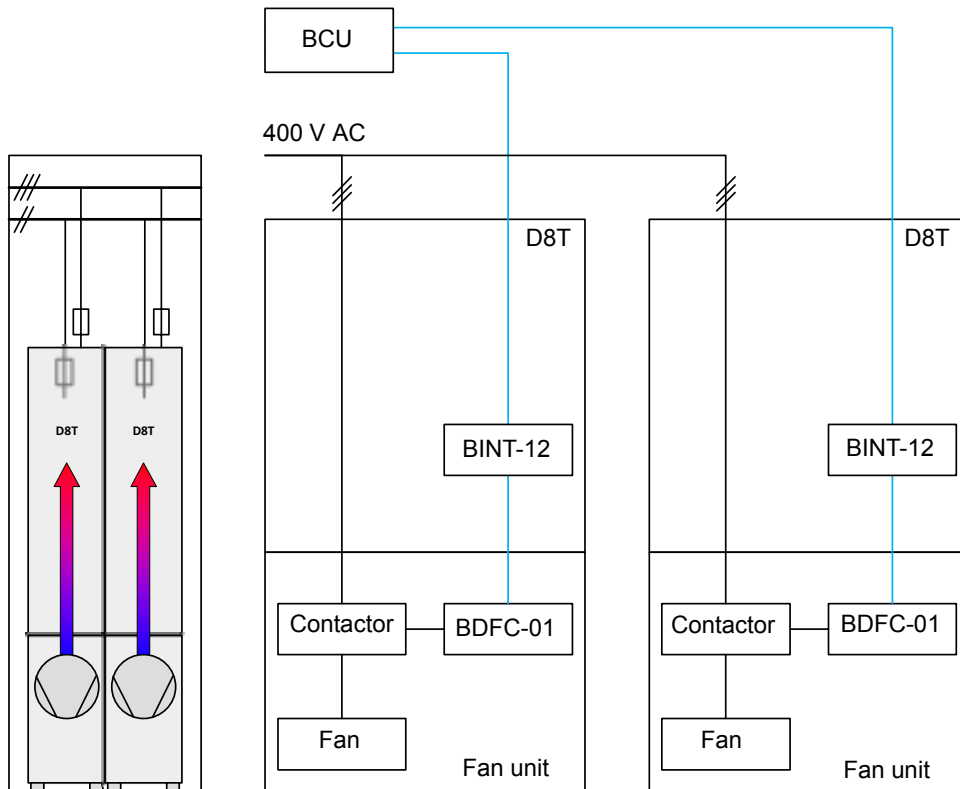 BCU
400 V AC
D8T
D8T
BINT-12
BINT-12
D8T
D8T
Contactor
BDFC-01
Contactor
BDFC-01
Fan
Fan unit
Fan
Fan unit